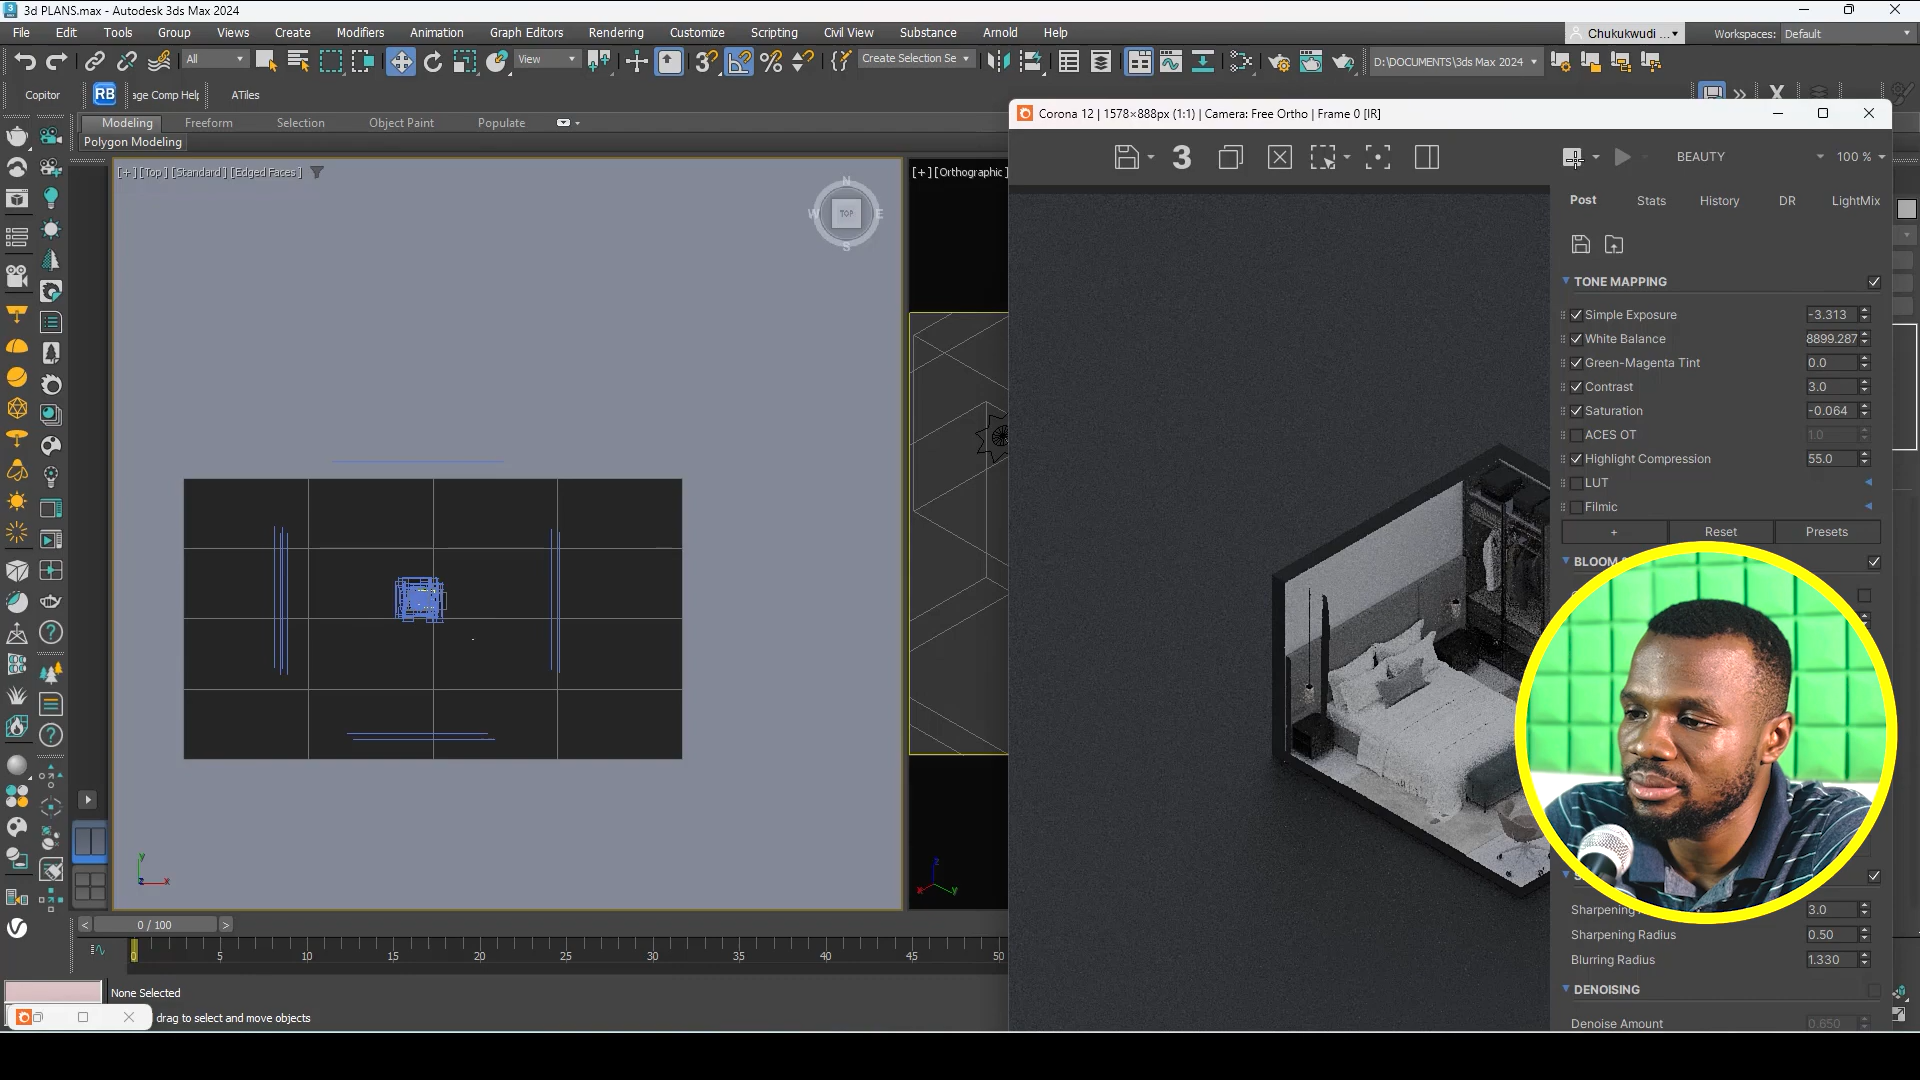 3d PLANS.max - Autodesk 3ds Max 2024
File Edit Tools Group Views Create Modifiers Animation Graph Editors Rendering Customize Scripting Civil View Substance Arnold Help
Chukukwudi ...
Workspaces: Default
All
View
Create Selection Se
D:\DOCUMENTS\3ds Max 2024
Copitor
RB
age Comp Help
ATiles
X
Modeling Freeform Selection Object Paint Populate
Polygon Modeling
Corona 12 | 1578×888px (1:1) | Camera: Free Ortho | Frame 0 [IR]
3
BEAUTY
100 %
[+] [Top] [Standard] [Edged Faces]
N
W
TOP
E
S
[+] [Orthographic]
Post Stats History DR LightMix
TONE MAPPING
Simple Exposure -3.313
White Balance 8899.287
Green-Magenta Tint 0.0
Contrast 3.0
Saturation -0.064
ACES OT 1.0
Highlight Compression 55.0
LUT
Filmic
+ Reset Presets
BLOOM
Sharpening Radius 0.50
3.0
Blurring Radius 1.330
DENOISING
Denoise Amount 0.650
y
x
z
x
y
< 0 / 100 >
0 5 10 15 20 25 30 35 40 45 50
None Selected
drag to select and move objects